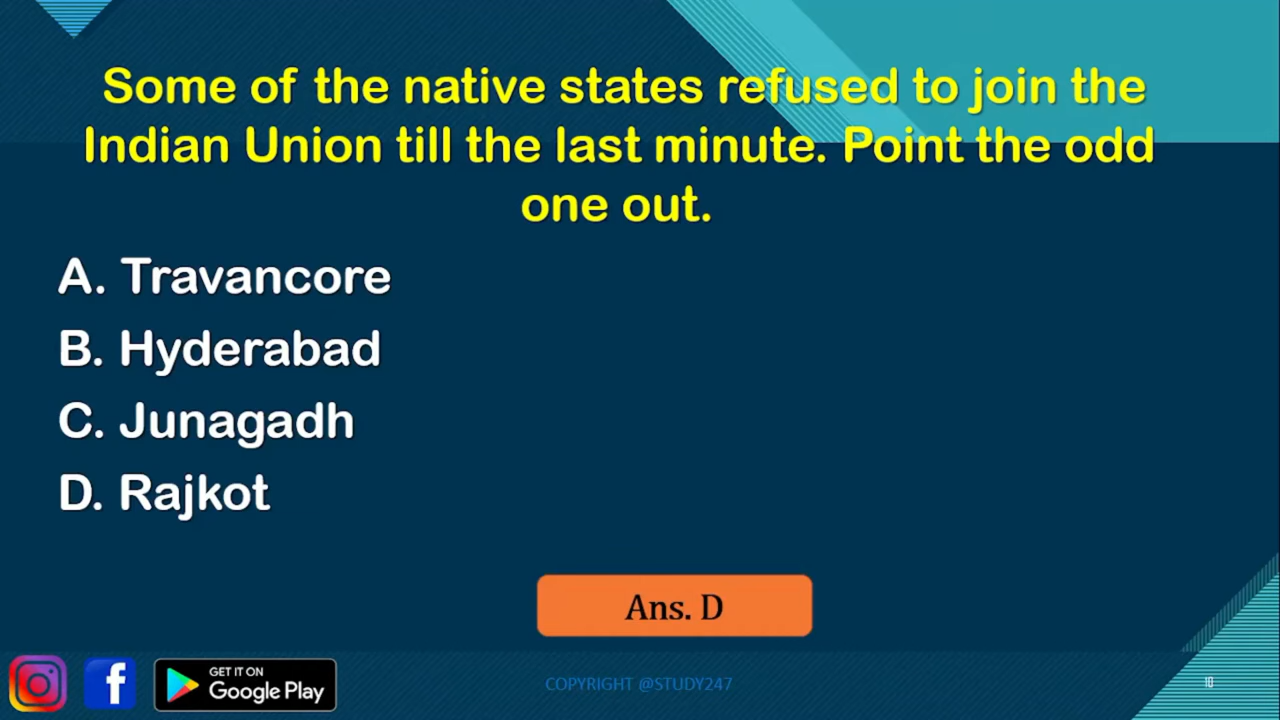 Some of the native states refused to join the
Indian Union till the last minute. Point the odd
one out.
A. Travancore
B. Hyderabad
C. Junagadh
D. Rajkot
Ans. D
GET IT ON
Google Play
COPYRIGHT @STUDY247